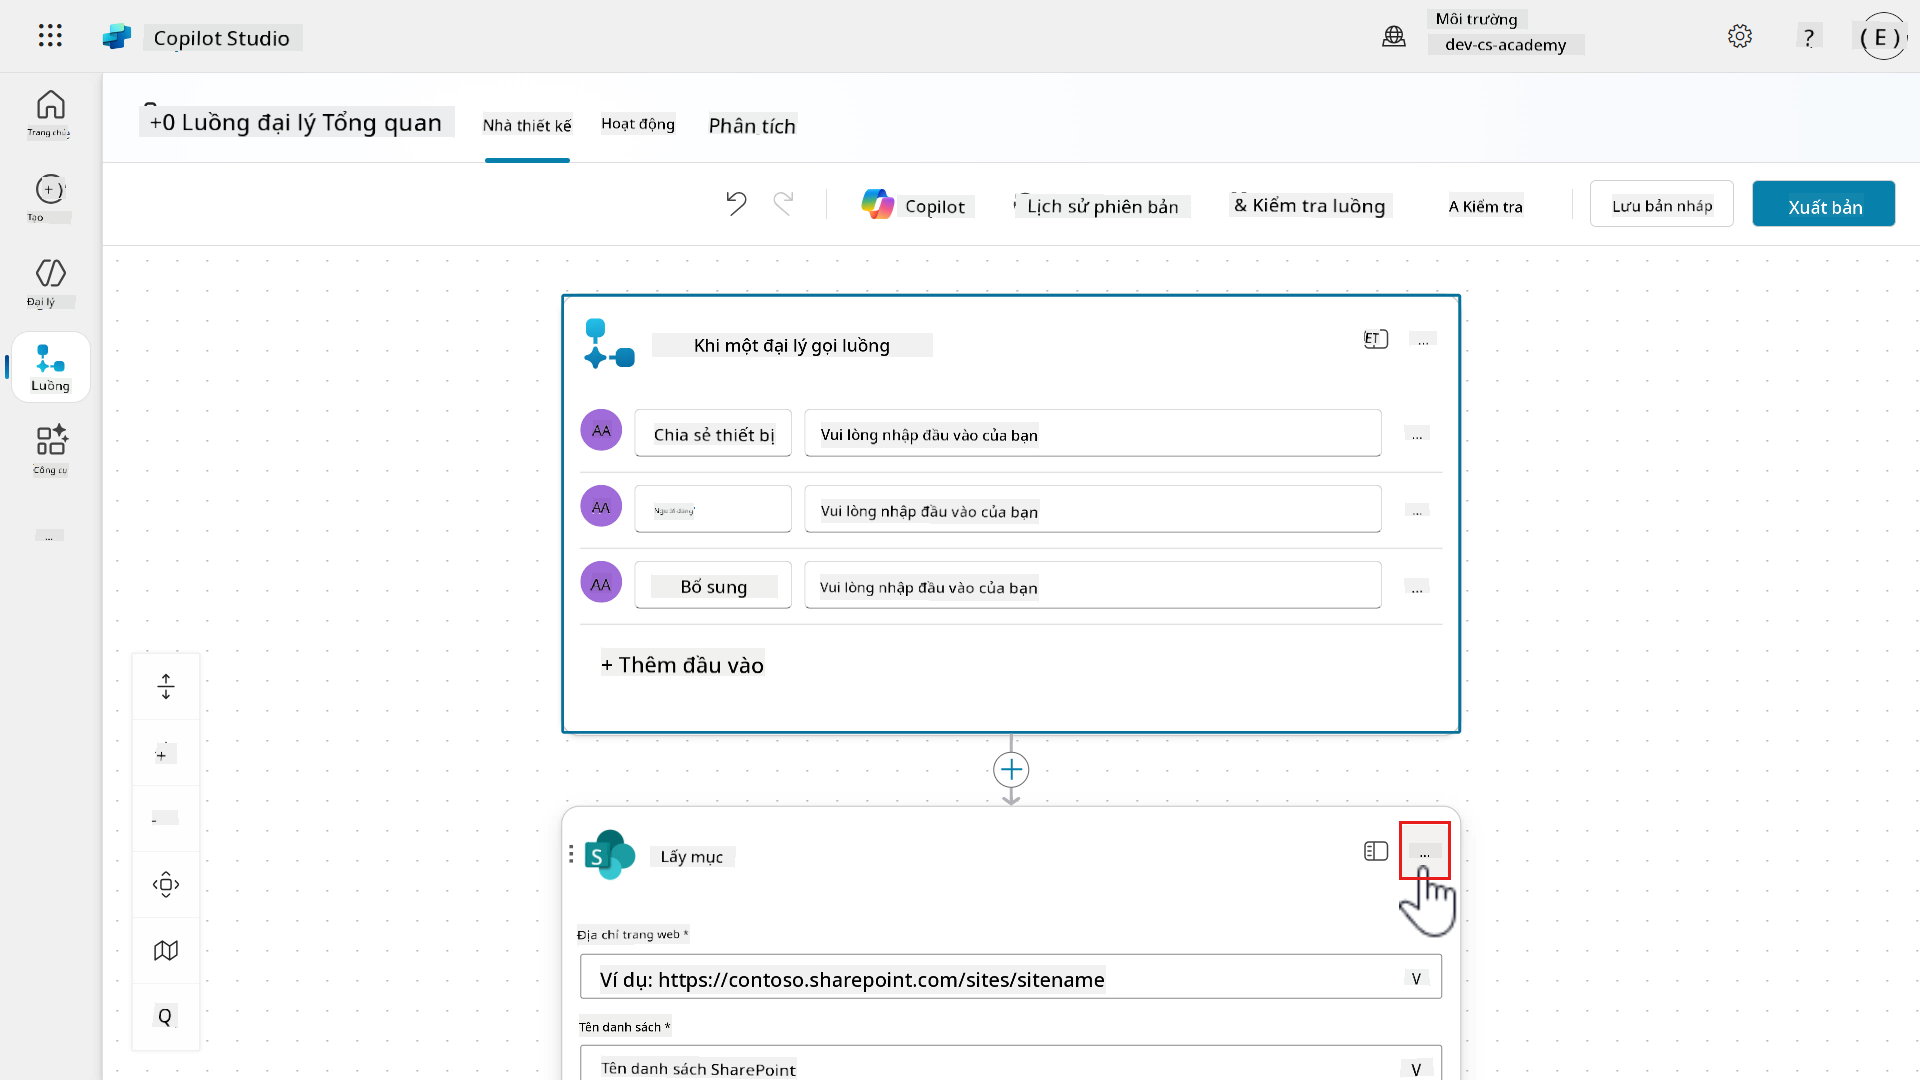 Copilot Studio
Môi trường
dev-cs-academy
?
( E )
Trang chủ
Tạo
Đại lý
Luồng
Công cụ
...
+0 Luồng đại lý Tổng quan
Nhà thiết kế
Hoạt động
Phân tích
Copilot
Lịch sử phiên bản
& Kiểm tra luồng
A Kiểm tra
Lưu bản nháp
Xuất bản
Khi một đại lý gọi luồng
ET
...
AA
Chia sẻ thiết bị
Vui lòng nhập đầu vào của bạn
...
AA
Người dùng
Vui lòng nhập đầu vào của bạn
...
AA
Bổ sung
Vui lòng nhập đầu vào của bạn
...
+ Thêm đầu vào
S
Lấy mục
...
Địa chỉ trang web *
Ví dụ: https://contoso.sharepoint.com/sites/sitename
V
Tên danh sách *
Tên danh sách SharePoint
V
+
-
Q